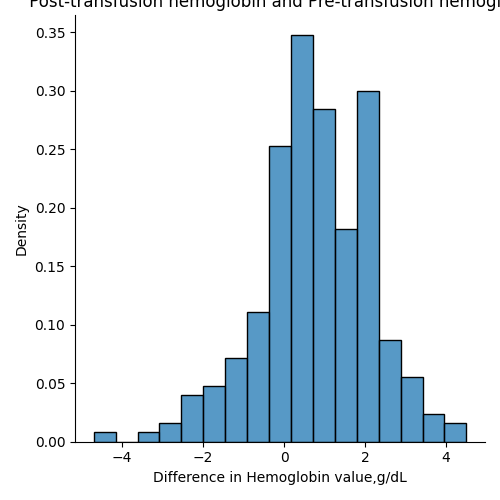 Post-transfusion hemoglobin and Pre-transfusion
0.35
0.30
0.25
0.20
0.15
0.10
0.05
0.00
Density
−4 −2 0 2 4
Difference in Hemoglobin value,g/dL